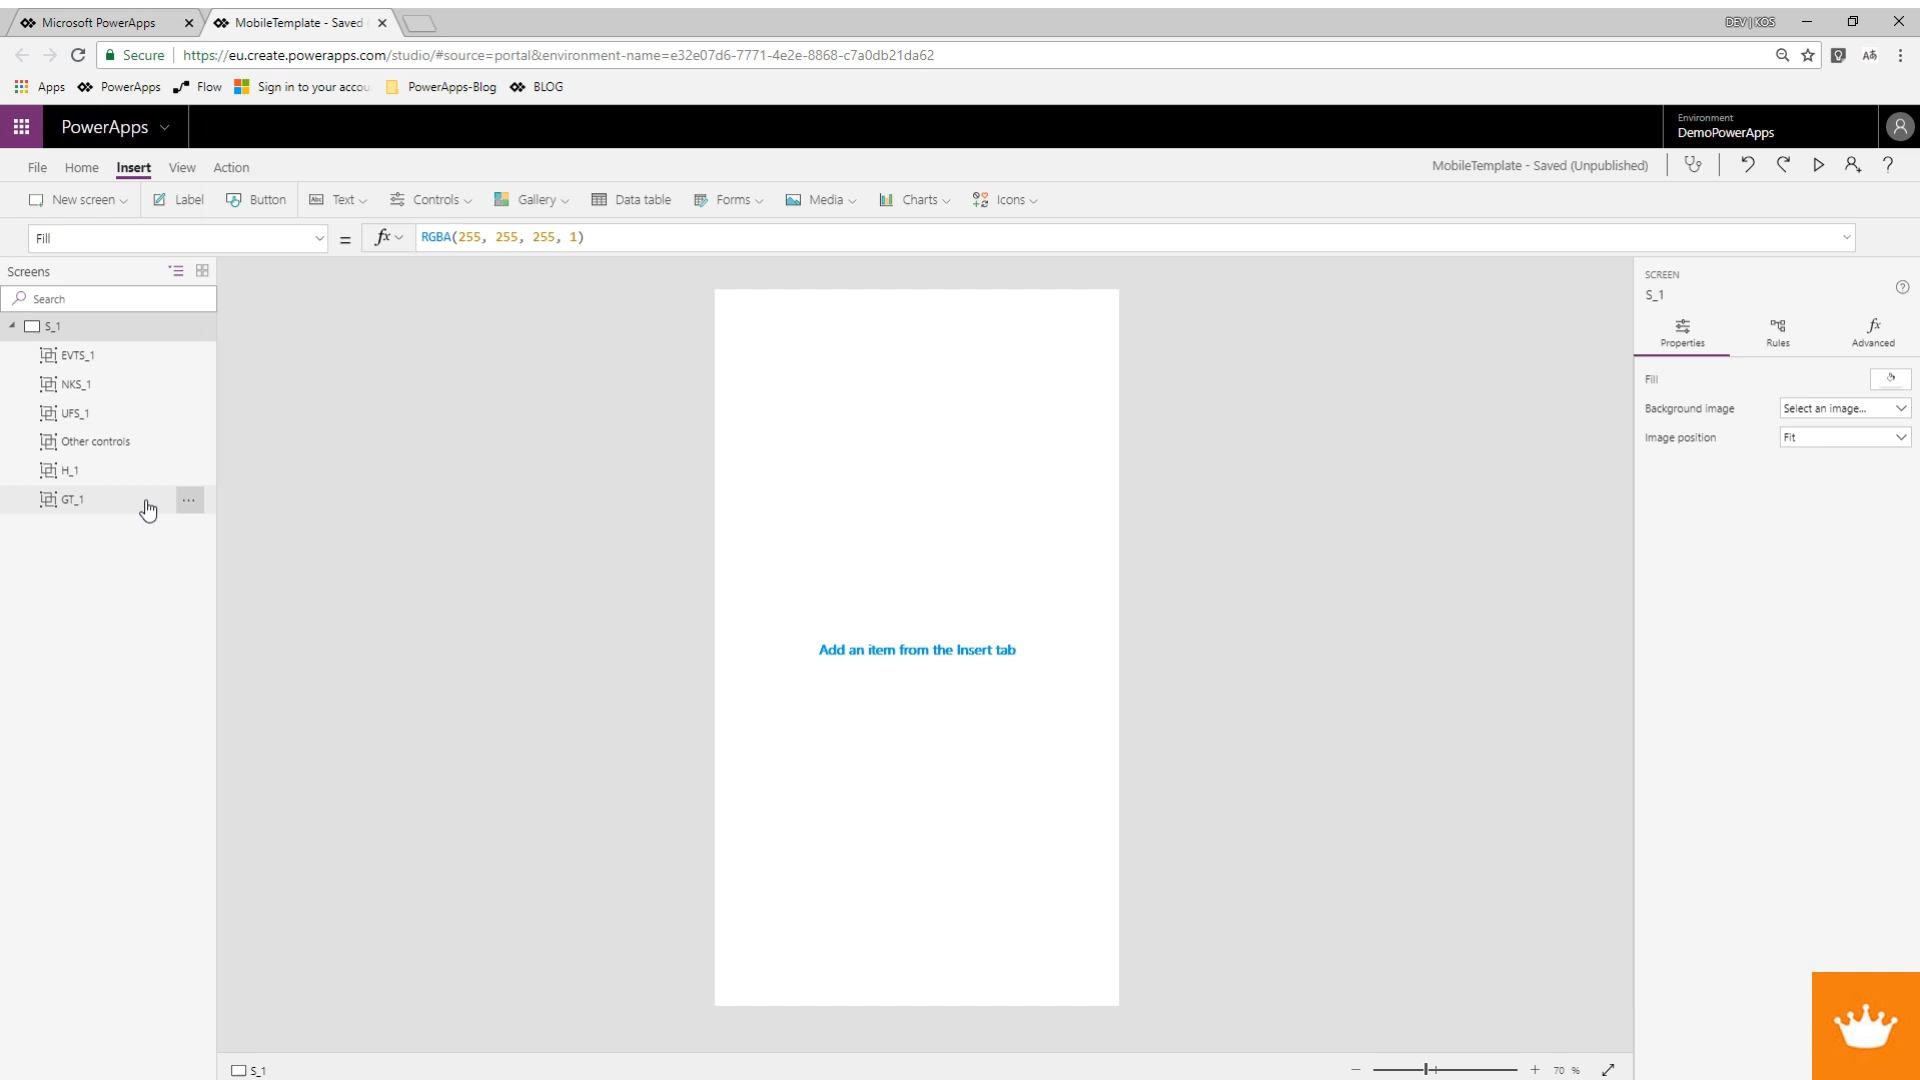 Microsoft PowerApps
MobileTemplate - Saved
DEV | KOS
Secure
https://eu.create.powerapps.com/studio/#source=portal&environment-name=e32e07d6-7771-4e2e-8868-c7a0db21da62
Apps
PowerApps
Flow
Sign in to your accou
PowerApps-Blog
BLOG
PowerApps
Environment
DemoPowerApps
File
Home
Insert
View
Action
MobileTemplate - Saved (Unpublished)
New screen
Label
Button
Text
Controls
Gallery
Data table
Forms
Media
Charts
Icons
Fill
=
fx
RGBA(255, 255, 255, 1)
Screens
Search
S_1
EVTS_1
NKS_1
UFS_1
Other controls
H_1
GT_1
Add an item from the Insert tab
SCREEN
S_1
Properties
Rules
fx
Advanced
Fill
Background image
Select an image...
Image position
Fit
S_1
70 %